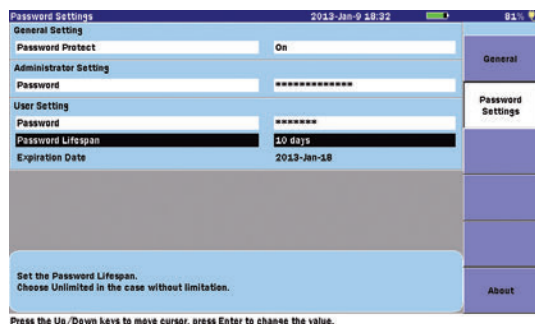 Password Settings 2013-Jan-9 18:32 81%
General Setting
Password Protect On
Administrator Setting
Password *************
User Setting
Password *******
Password Lifespan 10 days
Expiration Date 2013-Jan-18
General
Password
Settings
About
Set the Password Lifespan.
Choose Unlimited in the case without limitation.
Press the Up/Down keys to move cursor, press Enter to change the value.